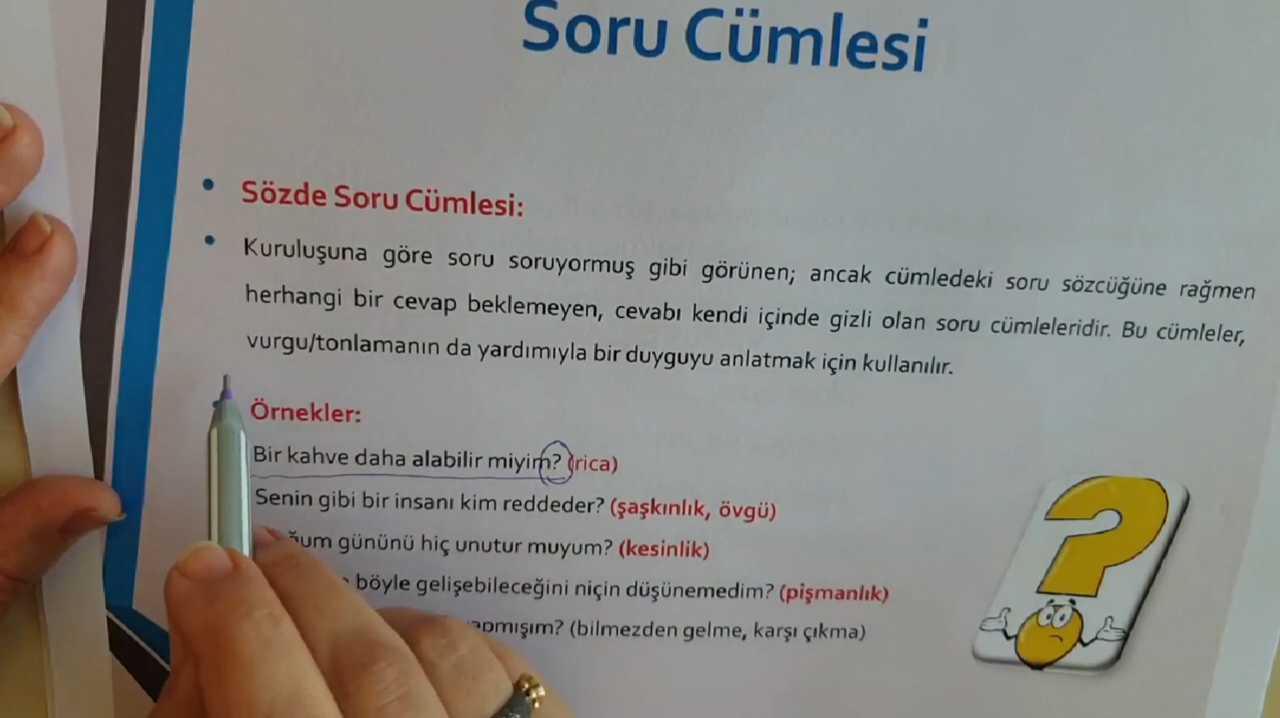 Soru Cümlesi
Sözde Soru Cümlesi:
Kuruluşuna göre soru soruyormuş gibi görünen; ancak cümledeki soru sözcüğüne rağmen
herhangi bir cevap beklemeyen, cevabı kendi içinde gizli olan soru cümleleridir. Bu cümleler,
vurgu/tonlamanın da yardımıyla bir duyguyu anlatmak için kullanılır.
Örnekler:
Bir kahve daha alabilir miyim? (rica)
Senin gibi bir insanı kim reddeder? (şaşkınlık, övgü)
gününü hiç unutur muyum? (kesinlik)
böyle gelişebileceğini niçin düşünemedim? (pişmanlık)
(bilmezden gelme, karşı çıkma)